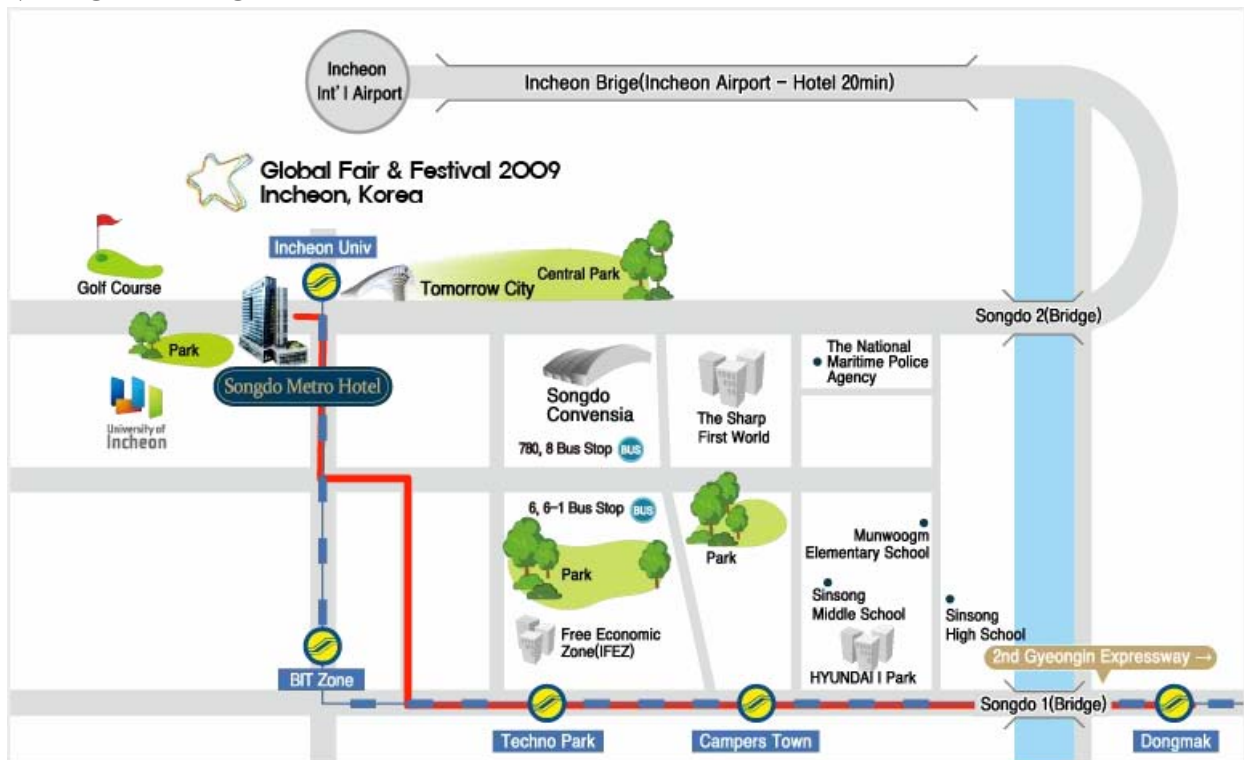 Incheon
Int' l Airport
Incheon Brige(Incheon Airport - Hotel 20min)
Global Fair & Festival 2009
Incheon, Korea
Incheon Univ
Golf Course
Tomorrow City
Central Park
Songdo 2(Bridge)
Park
Songdo Metro Hotel
University of
Incheon
Songdo
Convensia
780, 8 Bus Stop BUS
The Sharp
First World
The National
Maritime Police
Agency
6, 6-1 Bus Stop BUS
Park
Park
Munwoogm
Elementary School
Sinsong
Middle School
Sinsong
High School
Free Economic
Zone(IFEZ)
HYUNDAI I Park
2nd Gyeongin Expressway →
BIT Zone
Songdo 1(Bridge)
Techno Park
Campers Town
Dongmak